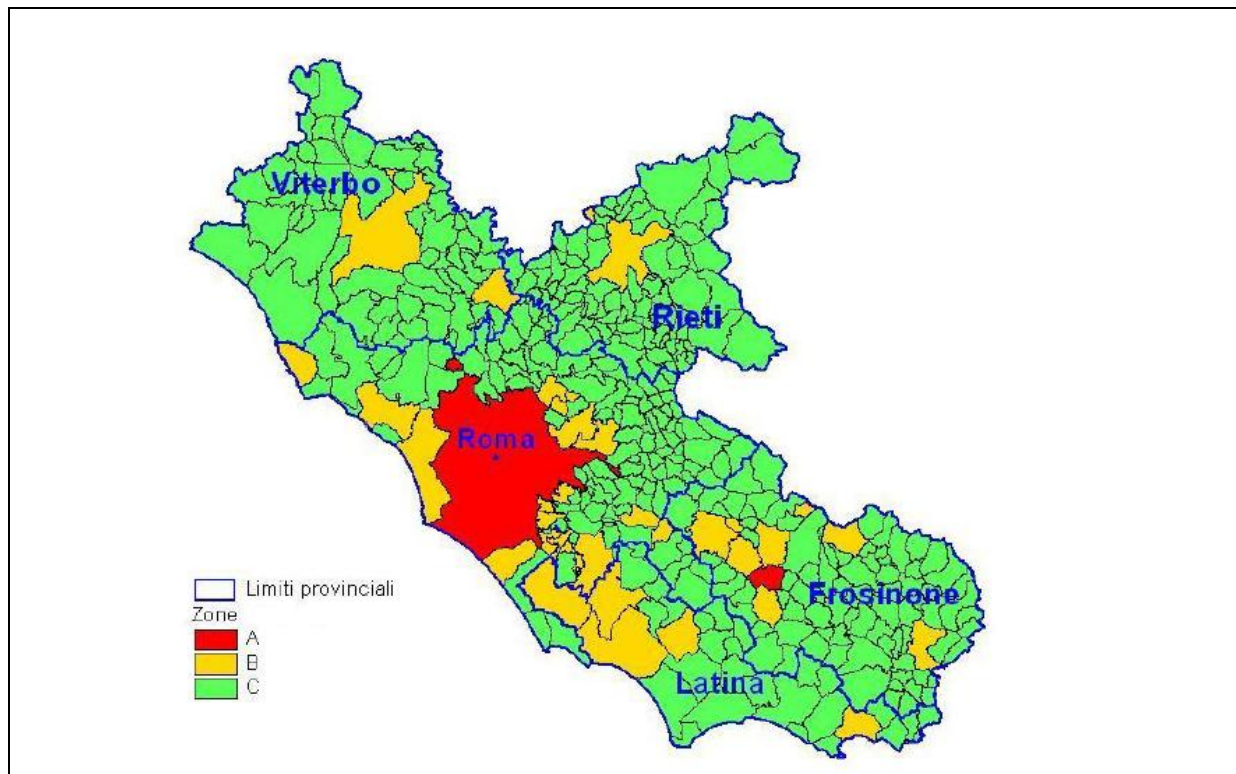 Viterbo
Rieti
Roma
Frosinone
Latina
Limiti provinciali
Zone
A
B
C